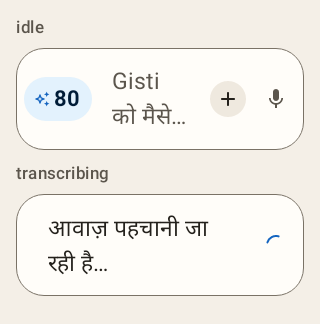 idle
80
Gisti
को मैसे...
transcribing
आवाज़ पहचानी जा
रही है...